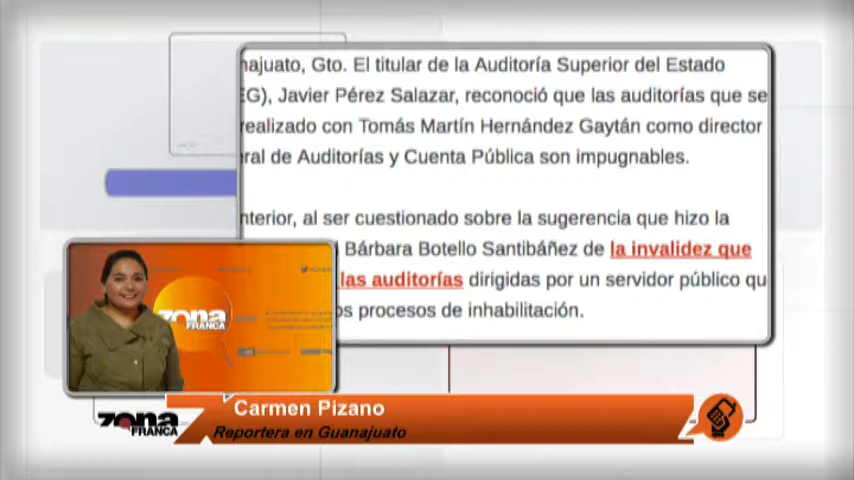 najuato, Gto. El titular de la Auditoría Superior del Estado
EG), Javier Pérez Salazar, reconoció que las auditorías que se
realizado con Tomás Martín Hernández Gaytán como director
ral de Auditorías y Cuenta Pública son impugnables.
nterior, al ser cuestionado sobre la sugerencia que hizo la
Bárbara Botello Santibáñez de la invalidez que
las auditorías dirigidas por un servidor público qu
os procesos de inhabilitación.
zona
FRANCA
Carmen Pizano
Reportera en Guanajuato
zona
FRANCA